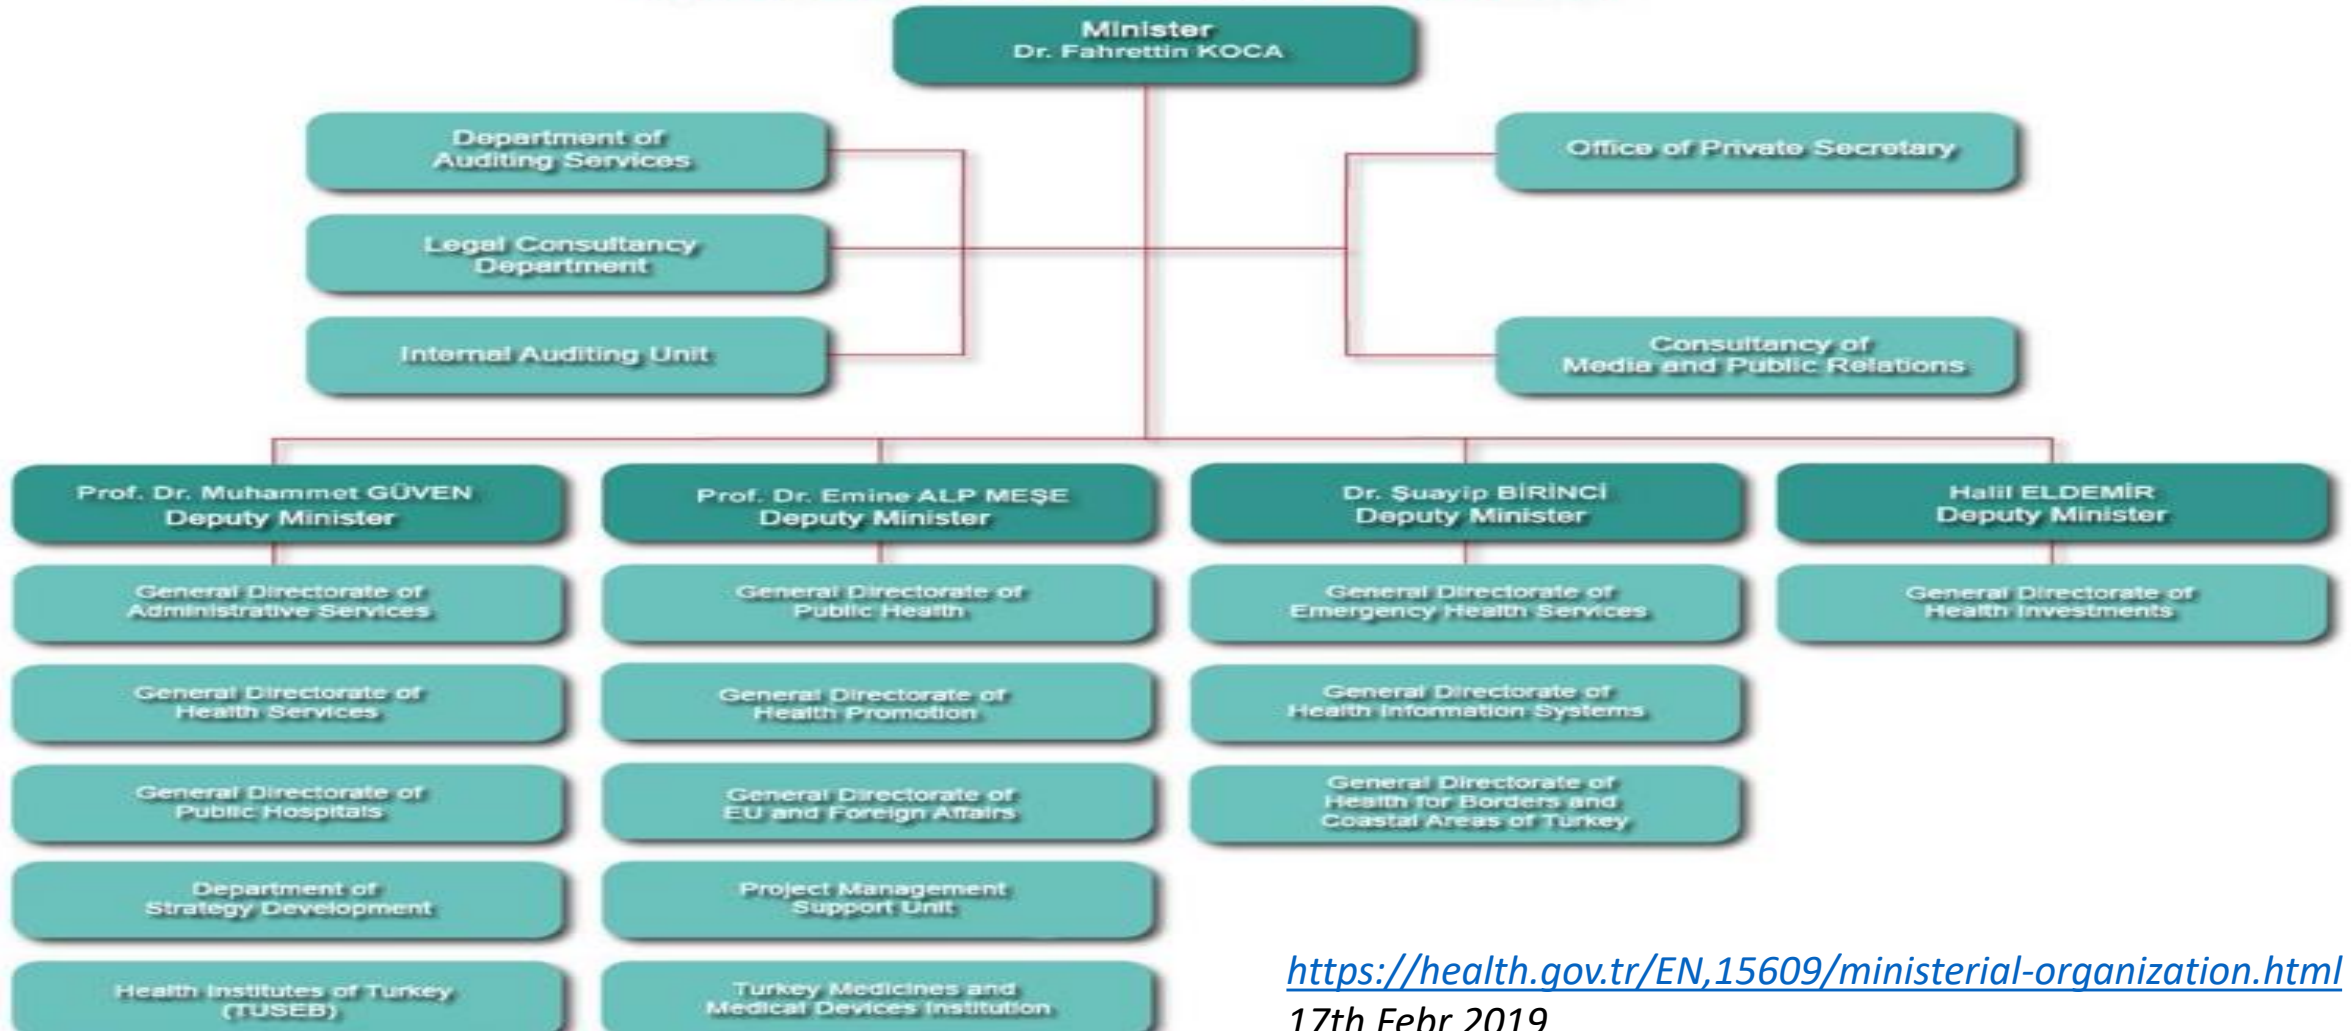 Minister
Dr. Fahrettin KOCA
Department of
Auditing Services
Office of Private Secretary
Legal Consultancy
Department
Internal Auditing Unit
Consultancy of
Media and Public Relations
Prof. Dr. Muhammet GÜVEN
Deputy Minister
Prof. Dr. Emine ALP MEŞE
Deputy Minister
Dr. Şuayip BİRİNCİ
Deputy Minister
Halil ELDEMİR
Deputy Minister
General Directorate of
Administrative Services
General Directorate of
Public Health
General Directorate of
Emergency Health Services
General Directorate of
Health Investments
General Directorate of
Health Services
General Directorate of
Health Promotion
General Directorate of
Health Information Systems
General Directorate of
Public Hospitals
General Directorate of
EU and Foreign Affairs
General Directorate of
Health for Borders and
Coastal Areas of Turkey
Department of
Strategy Development
Project Management
Support Unit
Health Institutes of Turkey
(TUSEB)
Turkey Medicines and
Medical Devices Institution
https://health.gov.tr/EN,15609/ministerial-organization.html
17th Febr 2019